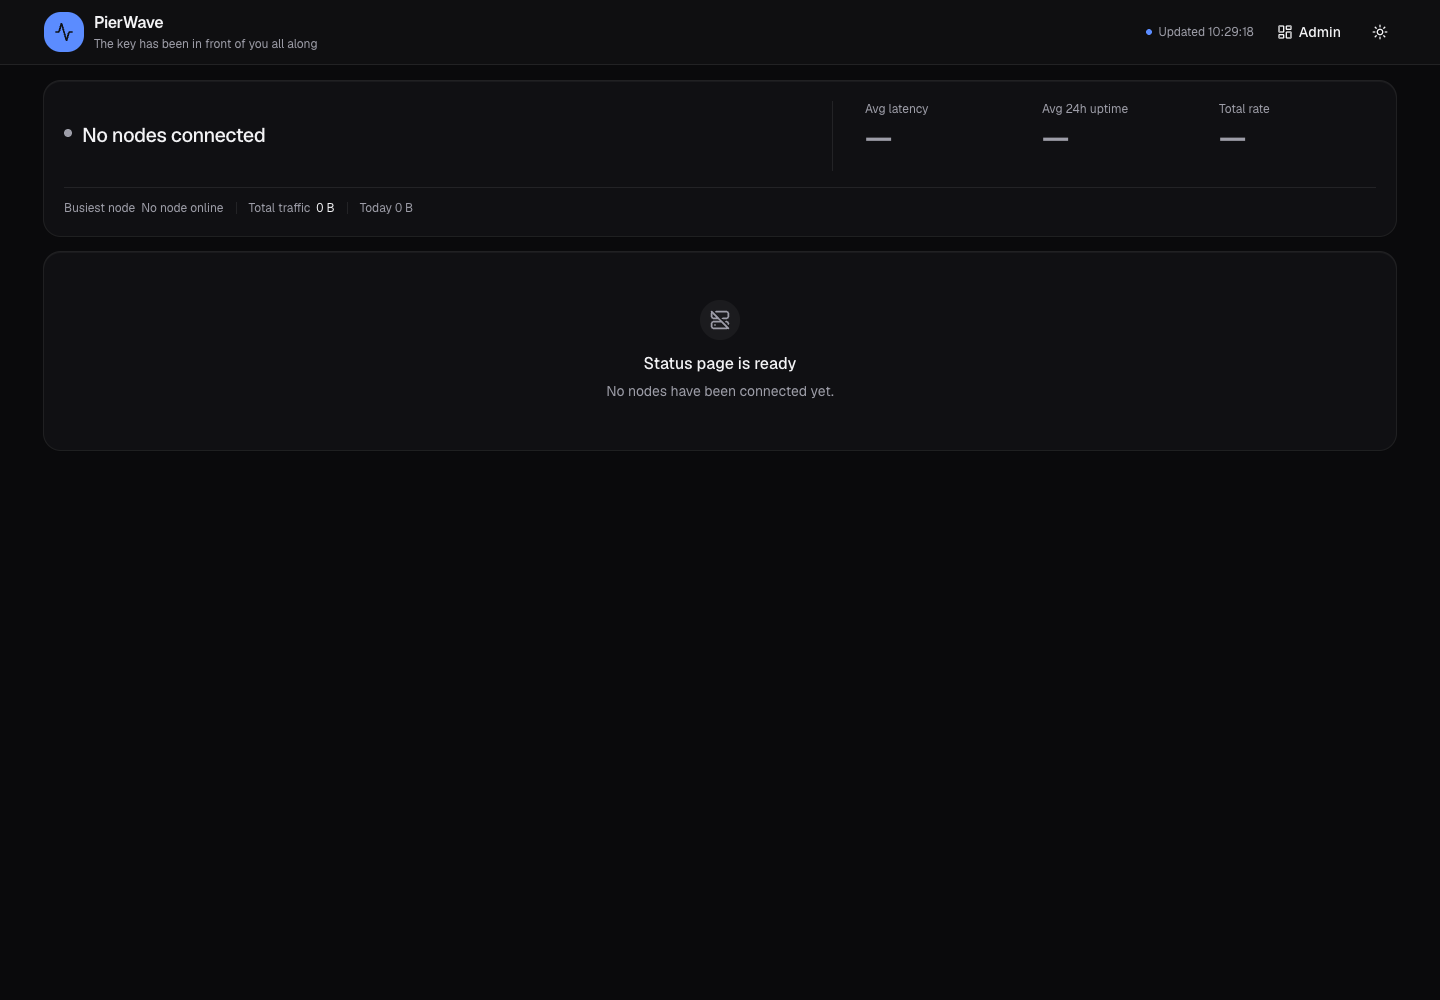 PierWave
The key has been in front of you all along
Updated 10:29:18
Admin
No nodes connected
Avg latency
—
Avg 24h uptime
—
Total rate
—
Busiest node No node online
Total traffic 0 B
Today 0 B
Status page is ready
No nodes have been connected yet.